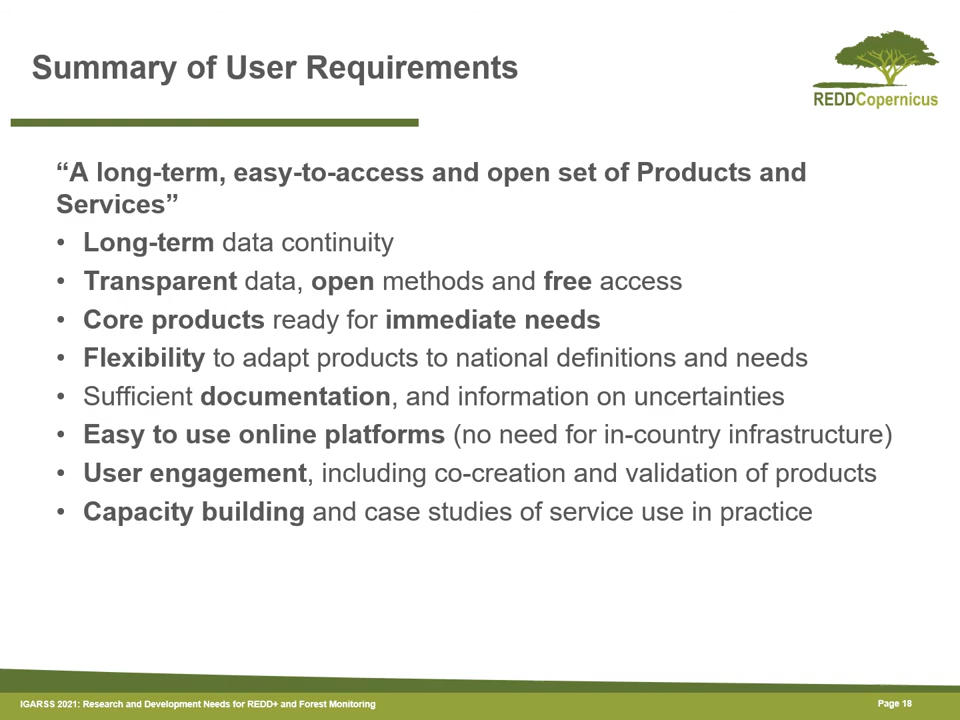 Summary of User Requirements
REDDCopernicus
“A long-term, easy-to-access and open set of Products and
Services”
• Long-term data continuity
• Transparent data, open methods and free access
• Core products ready for immediate needs
• Flexibility to adapt products to national definitions and needs
• Sufficient documentation, and information on uncertainties
• Easy to use online platforms (no need for in-country infrastructure)
• User engagement, including co-creation and validation of products
• Capacity building and case studies of service use in practice
IGARSS 2021: Research and Development Needs for REDD+ and Forest Monitoring
Page 18